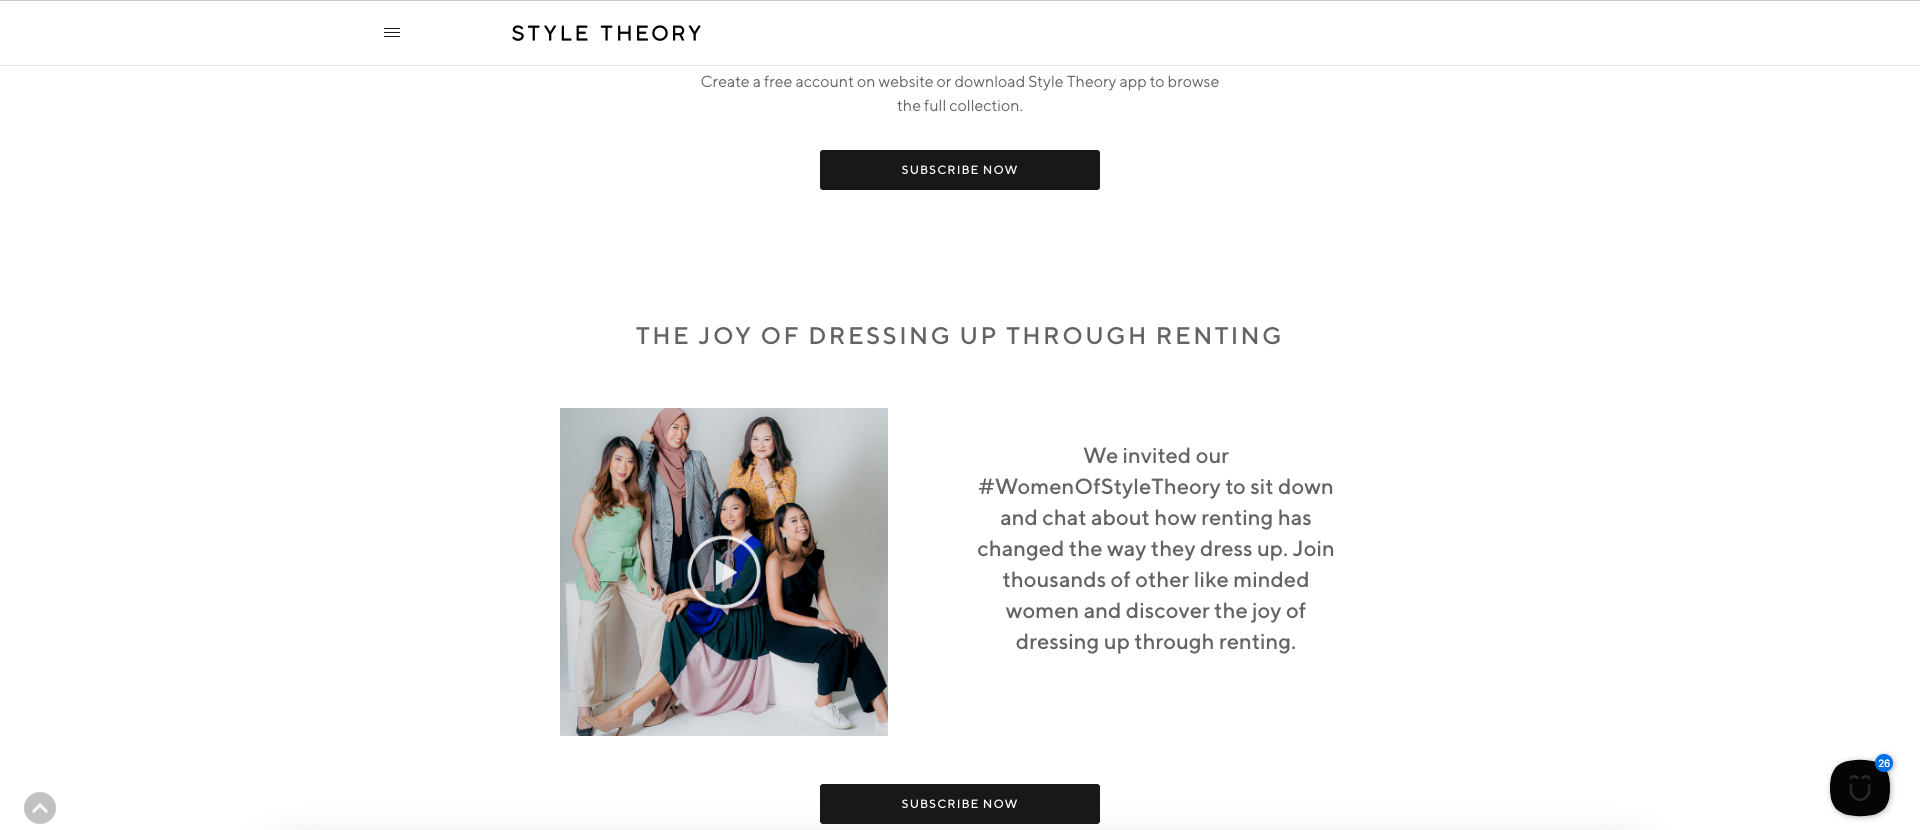 STYLE THEORY
Create a free account on website or download Style Theory app to browse
the full collection.
SUBSCRIBE NOW
THE JOY OF DRESSING UP THROUGH RENTING
We invited our
#WomenOfStyleTheory to sit down
and chat about how renting has
changed the way they dress up. Join
thousands of other like minded
women and discover the joy of
dressing up through renting.
26
SUBSCRIBE NOW